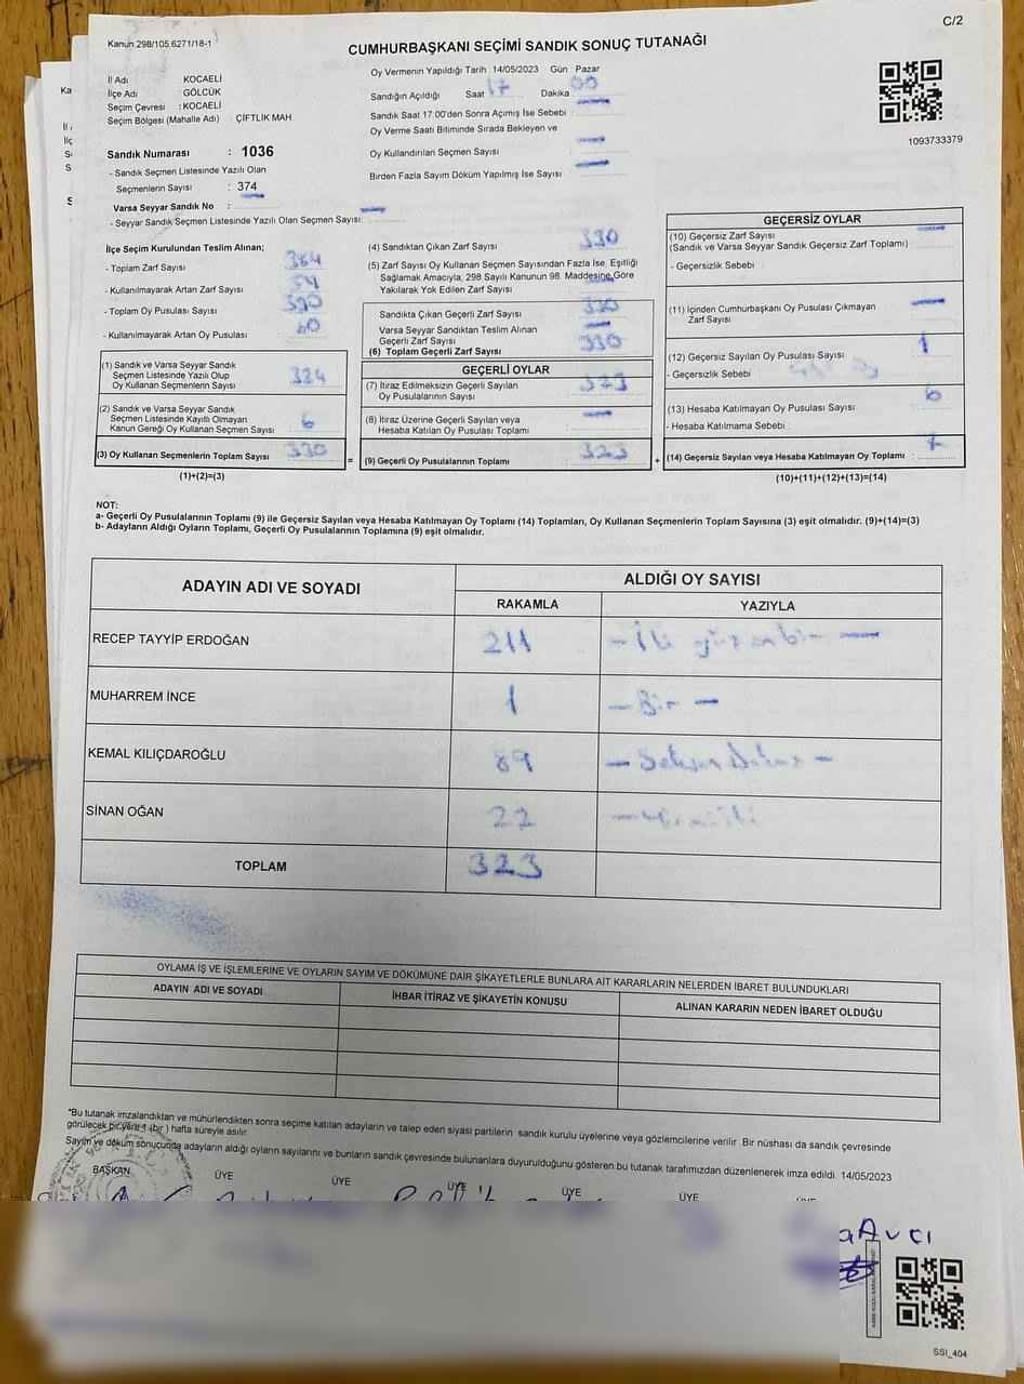 C/2
Kanun 298/105.6271/18-1
CUMHURBAŞKANI SEÇİMİ SANDIK SONUÇ TUTANAĞI
İl Adı KOCAELİ
İlçe Adı GÖLCÜK
Seçim Çevresi : KOCAELİ
Seçim Bölgesi (Mahalle Adı) ÇİFTLİK MAH.
Sandık Numarası : 1036
- Sandık Seçmen Listesinde Yazılı Olan
Seçmenlerin Sayısı : 374
Varsa Seyyar Sandık No :
- Seyyar Sandık Seçmen Listesinde Yazılı Olan Seçmen Sayısı:
Oy Vermenin Yapıldığı Tarih 14/05/2023 Gün Pazar
Sandığın Açıldığı Saat 17 Dakika 00
Sandık Saat 17:00'den Sonra Açımış İse Sebebi
Oy Verme Saati Bitiminde Sırada Bekleyen ve
Oy Kullandırılan Seçmen Sayısı
Birden Fazla Sayım Döküm Yapılmış İse Sayısı
1093733379
İlçe Seçim Kurulundan Teslim Alınan;
- Toplam Zarf Sayısı 384
- Kullanılmayarak Artan Zarf Sayısı 54
- Toplam Oy Pusulası Sayısı
- Kullanılmayarak Artan Oy Pusulası 60
(1) Sandık ve Varsa Seyyar Sandık
Seçmen Listesinde Yazılı Olup
Oy Kullanan Seçmenlerin Sayısı 324
(2) Sandık ve Varsa Seyyar Sandık
Seçmen Listesinde Kayıtlı Olmayan
Kanun Gereği Oy Kullanan Seçmen Sayısı 6
(3) Oy Kullanan Seçmenlerin Toplam Sayısı 330
(1)+(2)=(3)
(4) Sandıktan Çıkan Zarf Sayısı 330
(5) Zarf Sayısı Oy Kullanan Seçmen Sayısından Fazla İse, Eşitliği
Sağlamak Amacıyla, 298 Sayılı Kanunun 98. Maddesine Göre
Yakılarak Yok Edilen Zarf Sayısı
Sandıkta Çıkan Geçerli Zarf Sayısı 330
Varsa Seyyar Sandıktan Teslim Alınan
Geçerli Zarf Sayısı
(6) Toplam Geçerli Zarf Sayısı 330
GEÇERLİ OYLAR
(7) İtiraz Edilmeksizin Geçerli Sayılan
Oy Pusulalarının Sayısı 323
(8) İtiraz Üzerine Geçerli Sayılan veya
Hesaba Katılan Oy Pusulaları Toplamı
= (9) Geçerli Oy Pusulalarının Toplamı 323
GEÇERSİZ OYLAR
(10) Geçersiz Zarf Sayısı
(Sandık ve Varsa Seyyar Sandık Geçersiz Zarf Toplamı)
- Geçersizlik Sebebi
(11) İçinden Cumhurbaşkanı Oy Pusulası Çıkmayan
Zarf Sayısı
(12) Geçersiz Sayılan Oy Pusulası Sayısı 1
- Geçersizlik Sebebi
(13) Hesaba Katılmayan Oy Pusulası Sayısı 6
- Hesaba Katılmama Sebebi
+ (14) Geçersiz Sayılan veya Hesaba Katılmayan Oy Toplamı 7
(10)+(11)+(12)+(13)=(14)
NOT:
a- Geçerli Oy Pusulalarının Toplamı (9) ile Geçersiz Sayılan veya Hesaba Katılmayan Oy Toplamı (14) Toplamları, Oy Kullanan Seçmenlerin Toplam Sayısına (3) eşit olmalıdır. (9)+(14)=(3)
b- Adayların Aldığı Oyların Toplamı, Geçerli Oy Pusulalarının Toplamına (9) eşit olmalıdır.
ADAYIN ADI VE SOYADI ALDIĞI OY SAYISI
RAKAMLA YAZIYLA
RECEP TAYYİP ERDOĞAN 211 - İki yüz on bir -
MUHARREM İNCE 1 - Bir -
KEMAL KILIÇDAROĞLU 89 - Seksen Dokuz -
SİNAN OĞAN 22 - Yirmi iki
TOPLAM 323
OYLAMA İŞ VE İŞLEMLERİNE VE OYLARIN SAYIM VE DÖKÜMÜNE DAİR ŞİKAYETLERLE BUNLARA AİT KARARLARIN NELERDEN İBARET BULUNDUKLARI
ADAYIN ADI VE SOYADI İHBAR İTİRAZ VE ŞİKAYETİN KONUSU ALINAN KARARIN NEDEN İBARET OLDUĞU
*Bu tutanak imzalandıktan ve mühürlendikten sonra seçime katılan adayların ve talep eden siyasi partilerin sandık kurulu üyelerine veya gözlemcilerine verilir. Bir nüshası da sandık çevresinde
görülecek bir yere 1 (bir) hafta süreyle asılır.
Sayım ve döküm sonucunda adayların aldığı oyların sayılarını ve bunların sandık çevresinde bulunanlara duyurulduğunu gösteren bu tutanak tarafımızdan düzenlenerek imza edildi. 14/05/2023
BAŞKAN ÜYE ÜYE ÜYE ÜYE ÜYE
Avcı
SSI_404